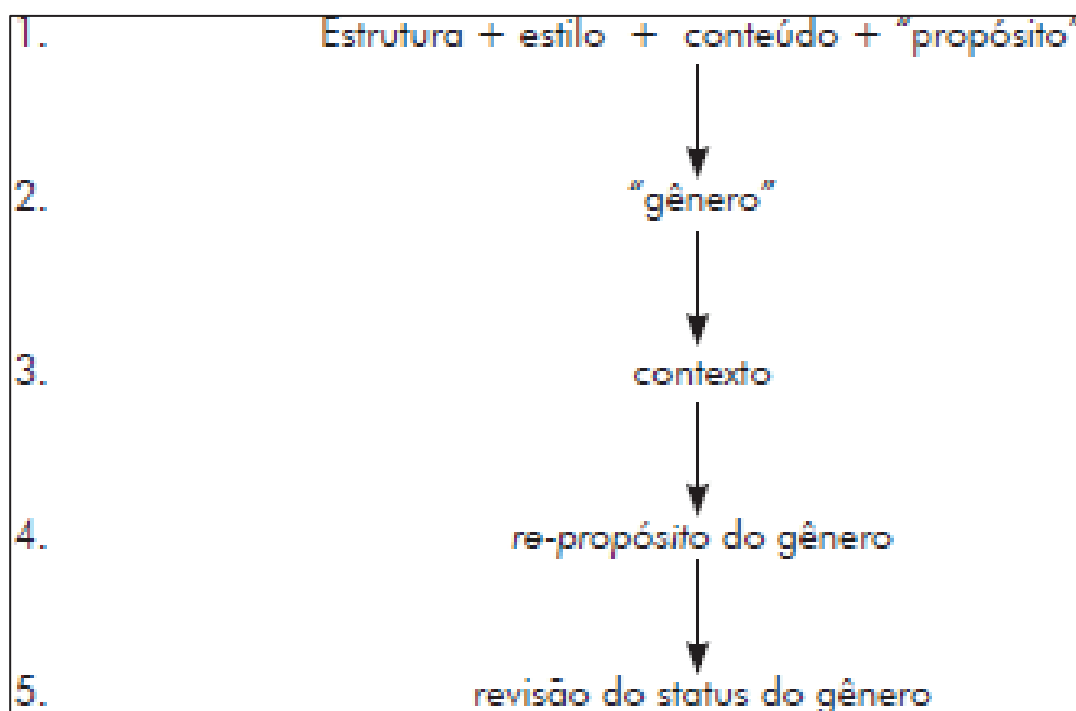 1. Estrutura + estilo + conteúdo + “propósito”
2. “gênero”
3. contexto
4. re-propósito do gênero
5. revisão do status do gênero